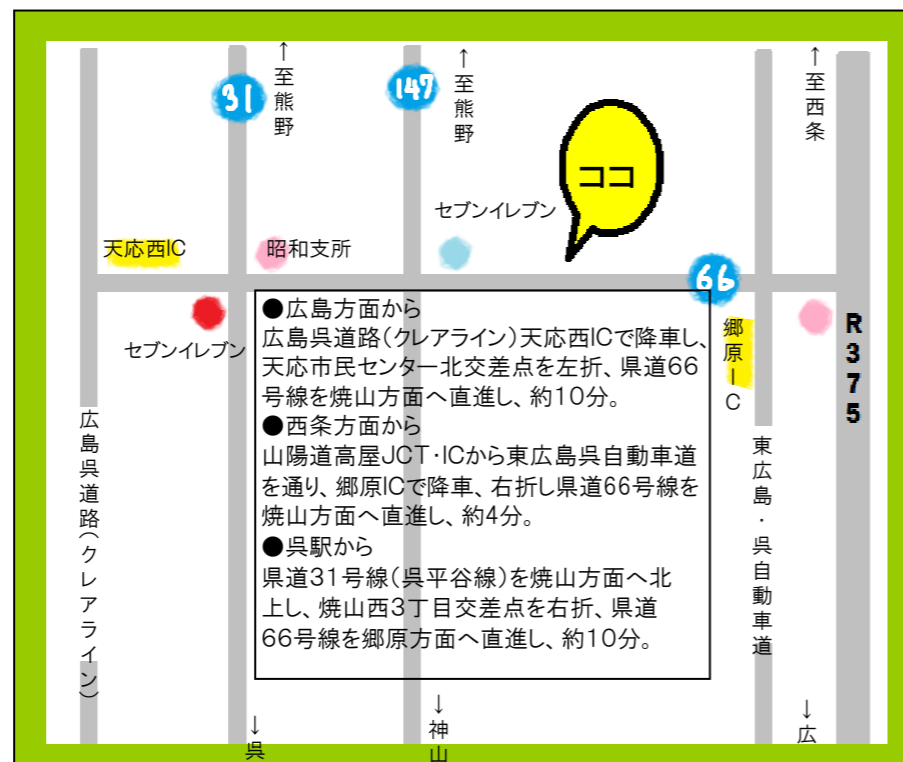 ↑至熊野
31
↑至熊野
147
↑至西条
ココ
セブンイレブン
天応西IC
昭和支所
66
セブンイレブン
郷原IC
R375
●広島方面から
広島呉道路(クレアライン)天応西ICで降車し、
天応市民センター北交差点を左折、県道66
号線を焼山方面へ直進し、約10分。
●西条方面から
山陽道高屋JCT・ICから東広島呉自動車道
を通り、郷原ICで降車、右折し県道66号線を
焼山方面へ直進し、約4分。
●呉駅から
県道31号線(呉平谷線)を焼山方面へ北
上し、焼山西3丁目交差点を右折、県道
66号線を郷原方面へ直進し、約10分。
広島呉道路(クレアライン)
東広島・呉自動車道
↓呉
↓神山
↓広